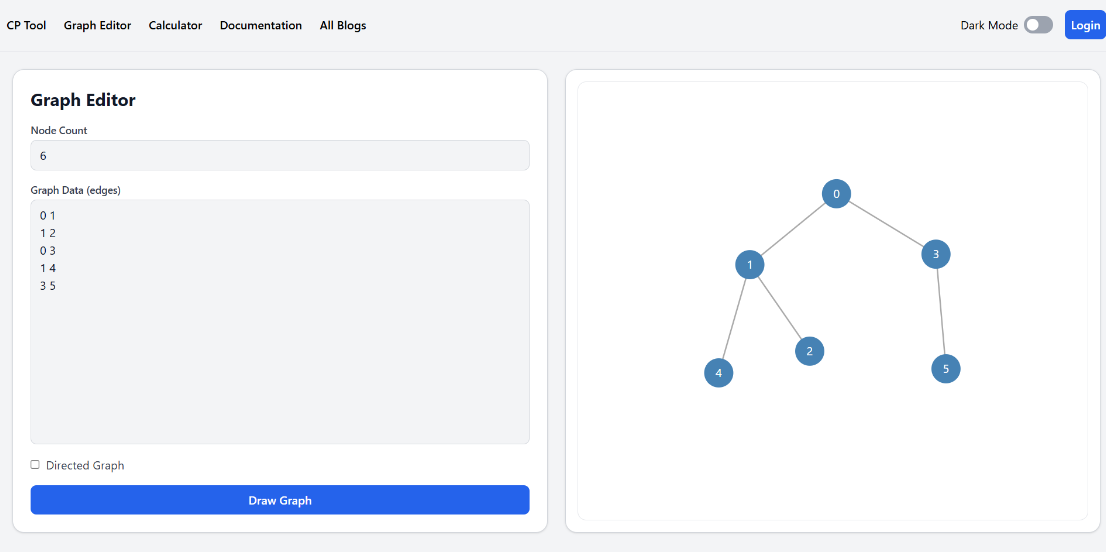 CP Tool Graph Editor Calculator Documentation All Blogs Dark Mode Login
Graph Editor
Node Count
6
Graph Data (edges)
0 1
1 2
0 3
1 4
3 5
Directed Graph
Draw Graph
0
1
3
2
4
5